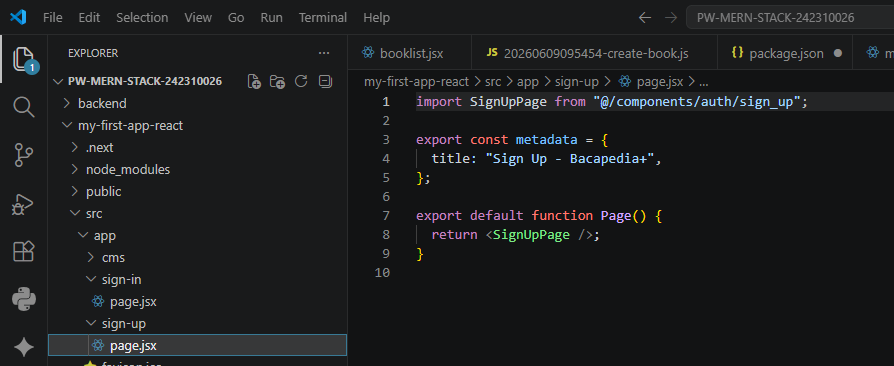 File Edit Selection View Go Run Terminal Help
PW-MERN-STACK-242310026
EXPLORER
booklist.jsx
JS 20260609095454-create-book.js
{} package.json
m
PW-MERN-STACK-242310026
my-first-app-react > src > app > sign-up > page.jsx > ...
1
backend
my-first-app-react
.next
node_modules
public
src
app
cms
sign-in
page.jsx
sign-up
page.jsx
1 import SignUpPage from "@/components/auth/sign_up";
2
3 export const metadata = {
4 title: "Sign Up - Bacapedia+",
5 };
6
7 export default function Page() {
8 return <SignUpPage />;
9 }
10